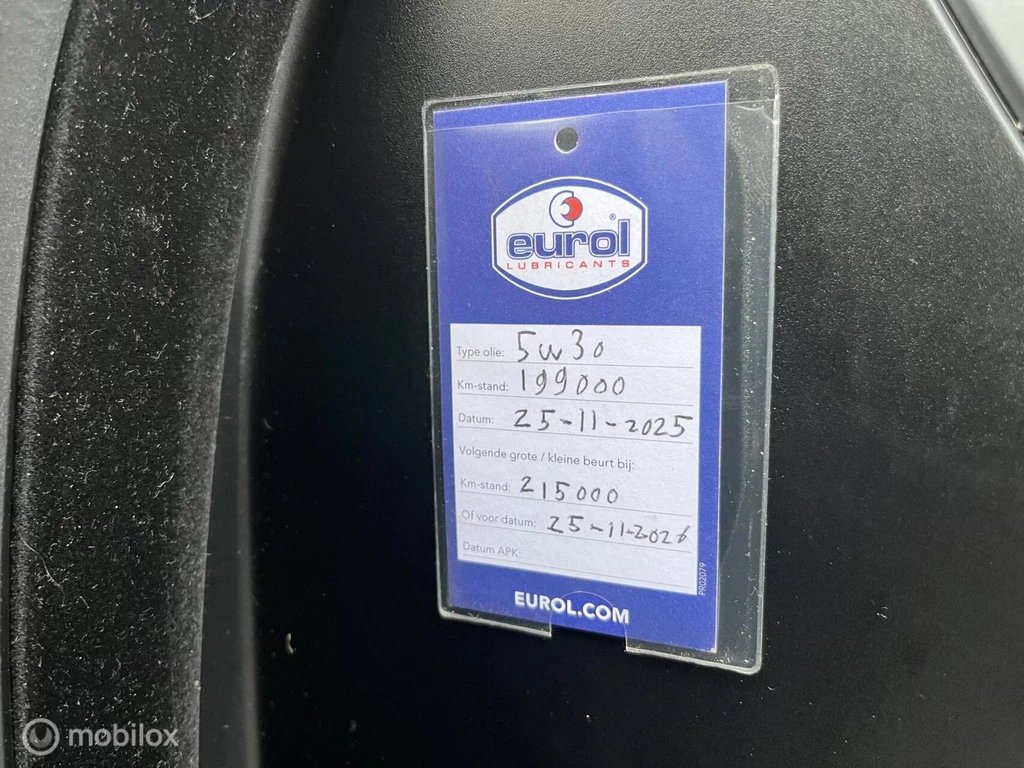 eurol®
LUBRICANTS
Type olie: 5w30
Km-stand: 199000
Datum: 25-11-2025
Volgende grote / kleine beurt bij:
Km-stand: 215000
Of voor datum: 25-11-2026
Datum APK:
PRO2079
EUROL.COM
mobilox